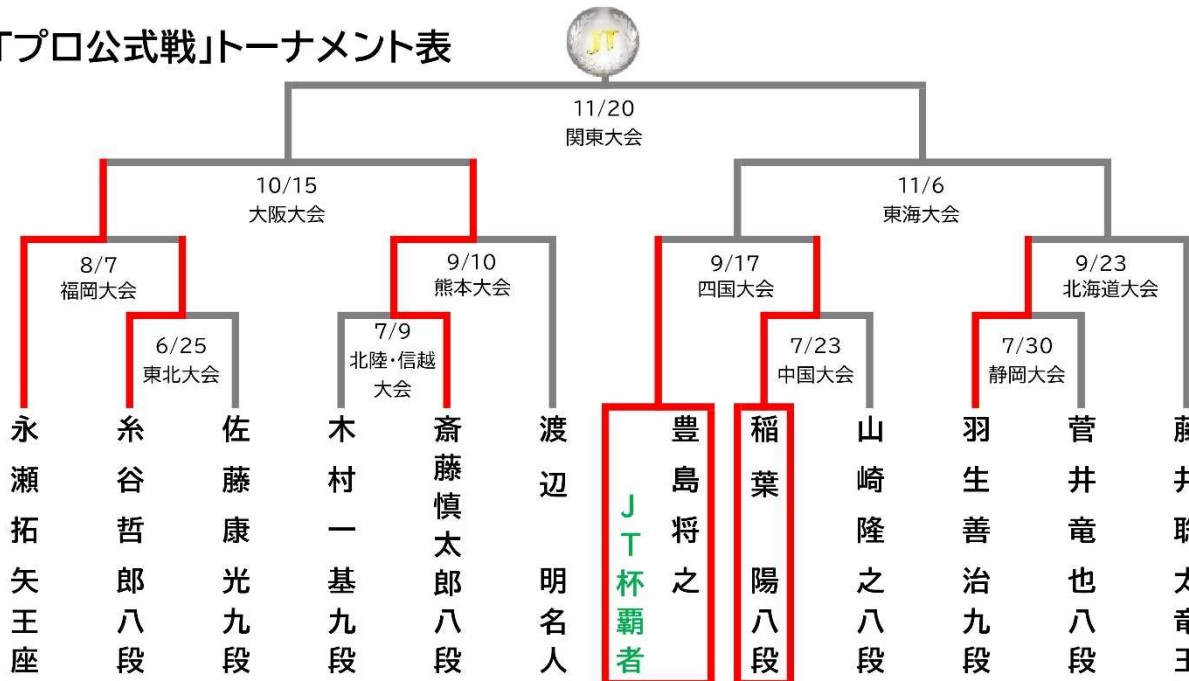 「Tプロ公式戦」トーナメント表
JT
11/20
関東大会
10/15
大阪大会
11/6
東海大会
8/7
福岡大会
9/10
熊本大会
9/17
四国大会
9/23
北海道大会
6/25
東北大会
7/9
北陸・信越
大会
7/23
中国大会
7/30
静岡大会
永瀬拓矢王座
糸谷哲郎八段
佐藤康光九段
木村一基九段
斎藤慎太郎八段
渡辺 明名人
豊島将之
JT杯覇者
稲葉 陽八段
山崎隆之八段
羽生善治九段
菅井竜也八段
藤井聡太竜王